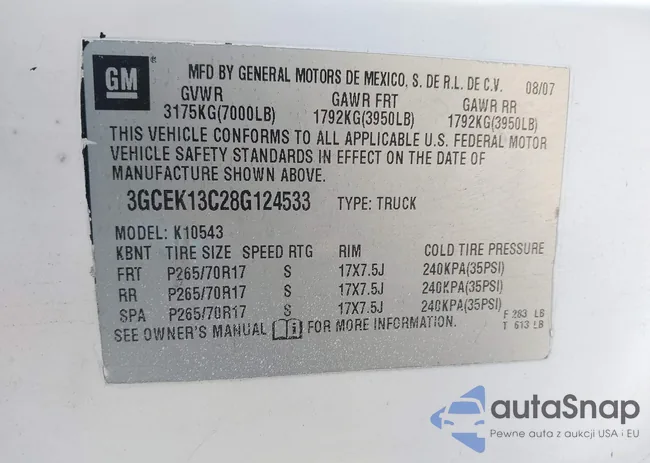 GM
MFD BY GENERAL MOTORS DE MEXICO, S. DE R.L. DE C.V. 08/07
GVWR GAWR FRT GAWR RR
3175KG(7000LB) 1792KG(3950LB) 1792KG(3950LB)
THIS VEHICLE CONFORMS TO ALL APPLICABLE U.S. FEDERAL MOTOR
VEHICLE SAFETY STANDARDS IN EFFECT ON THE DATE OF
MANUFACTURE SHOWN ABOVE.
3GCEK13C28G124533 TYPE: TRUCK
MODEL: K10543
KBNT TIRE SIZE SPEED RTG RIM COLD TIRE PRESSURE
FRT P265/70R17 S 17X7.5J 240KPA(35PSI)
RR P265/70R17 S 17X7.5J 240KPA(35PSI)
SPA P265/70R17 S 17X7.5J 240KPA(35PSI)
F 283 LB
T 613 LB
SEE OWNER'S MANUAL i FOR MORE INFORMATION.
autaSnap
Pewne auta z aukcji USA i EU